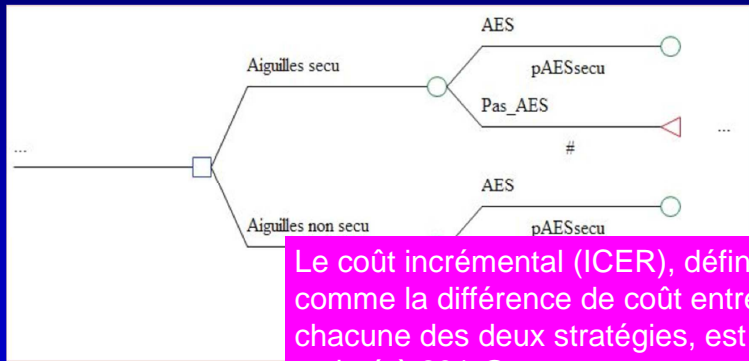 AES
Aiguilles secu
pAESsecu
Pas_AES
...
...
#
AES
Aiguilles non secu
pAESsecu
Le coût incrémental (ICER), défin
comme la différence de coût entre
chacune des deux stratégies, est